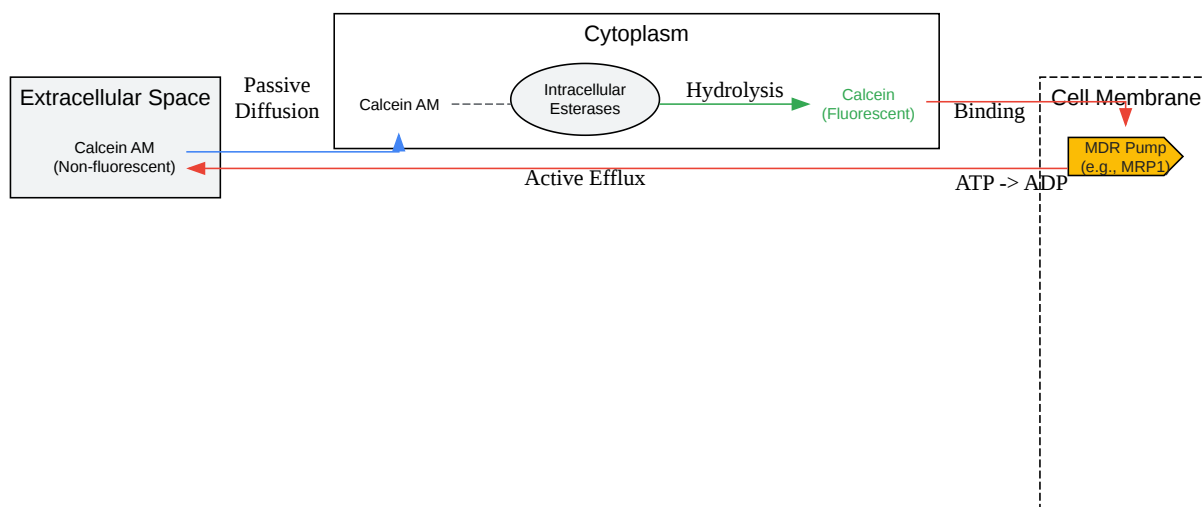 Cytoplasm
Extracellular Space
Passive
Diffusion
Calcein AM
(Non-fluorescent)
Calcein AM
Intracellular
Esterases
Hydrolysis
Calcein
(Fluorescent)
Binding
Cell Membrane
MDR Pump
(e.g., MRP1)
Active Efflux
ATP -> ADP